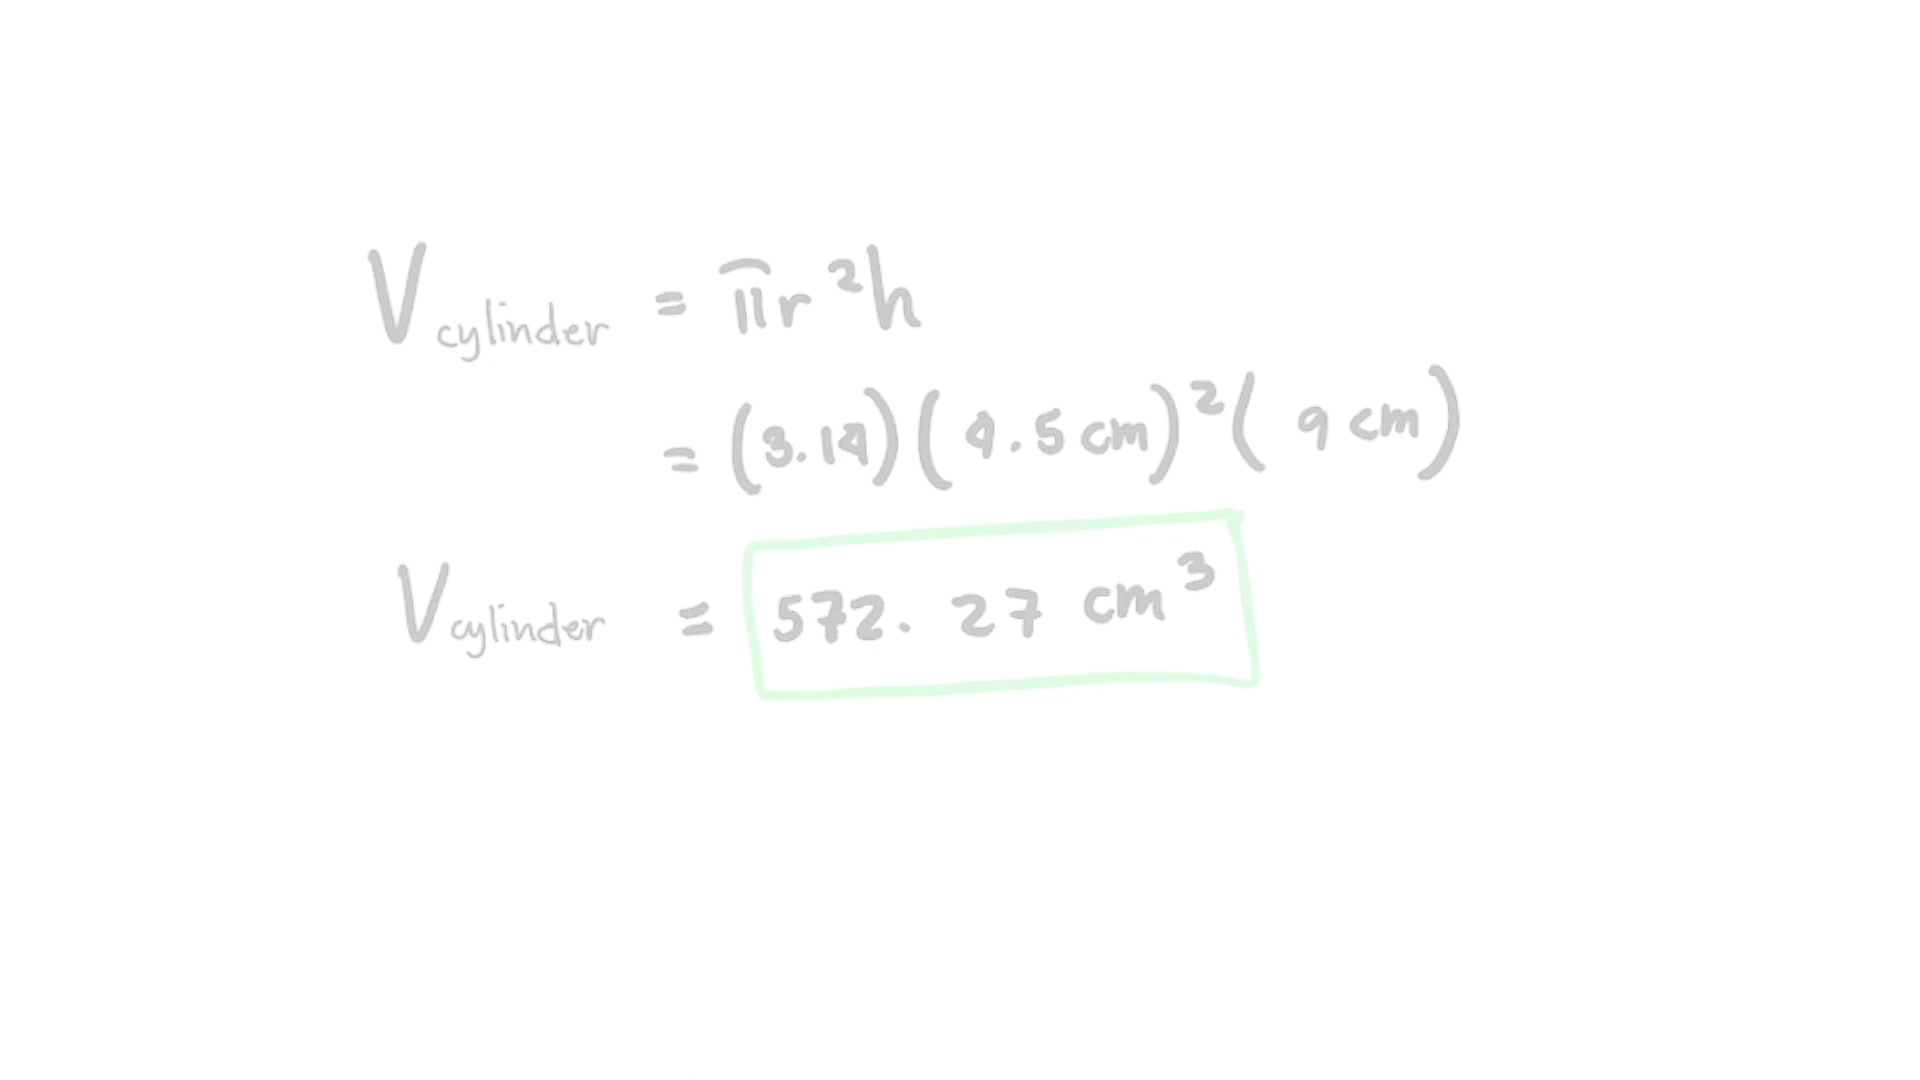 V cylinder = πr²h
= (3.14)(4.5 cm)²( 9 cm)
V cylinder = 572.27 cm³